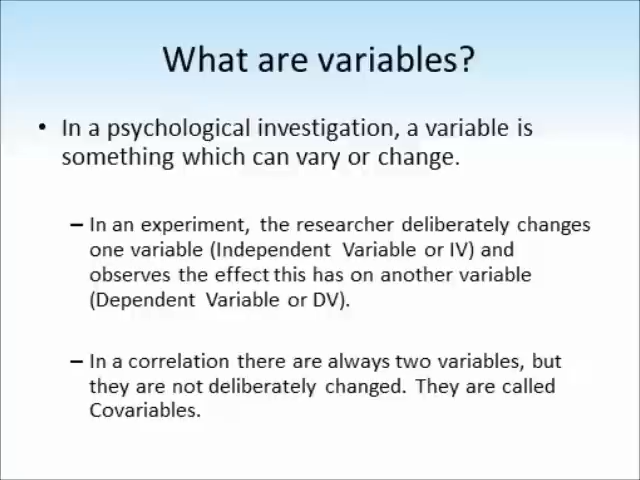 What are variables?
• In a psychological investigation, a variable is
something which can vary or change.
– In an experiment, the researcher deliberately changes
one variable (Independent Variable or IV) and
observes the effect this has on another variable
(Dependent Variable or DV).
– In a correlation there are always two variables, but
they are not deliberately changed. They are called
Covariables.